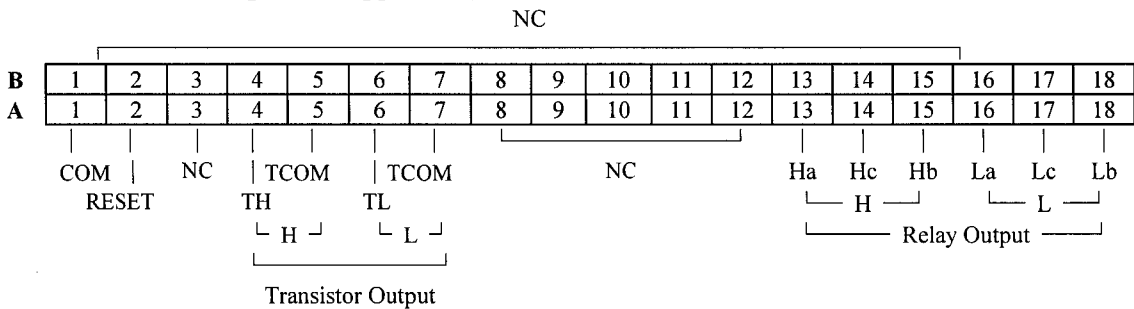 NC
B 1 2 3 4 5 6 7 8 9 10 11 12 13 14 15 16 17 18
A 1 2 3 4 5 6 7 8 9 10 11 12 13 14 15 16 17 18
COM NC TCOM TCOM NC Ha Hc Hb La Lc Lb
RESET TH TL H L
H L Relay Output
Transistor Output